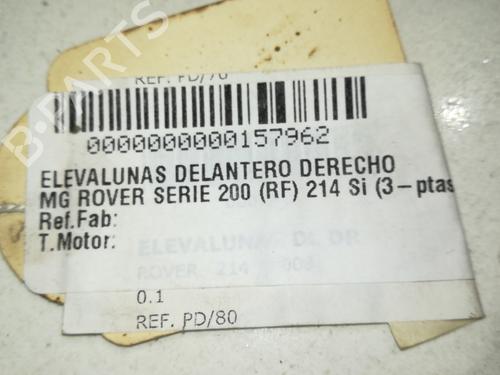 REF. PD/70
0000000000157962
ELEVALUNAS DELANTERO DERECHO
MG ROVER SERIE 200 (RF) 214 Si (3-ptas
Ref.Fab:
T.Motor:
ELEVALUNAS DL DR
ROVER 214
0.1
REF. PD/80
B-PARTS